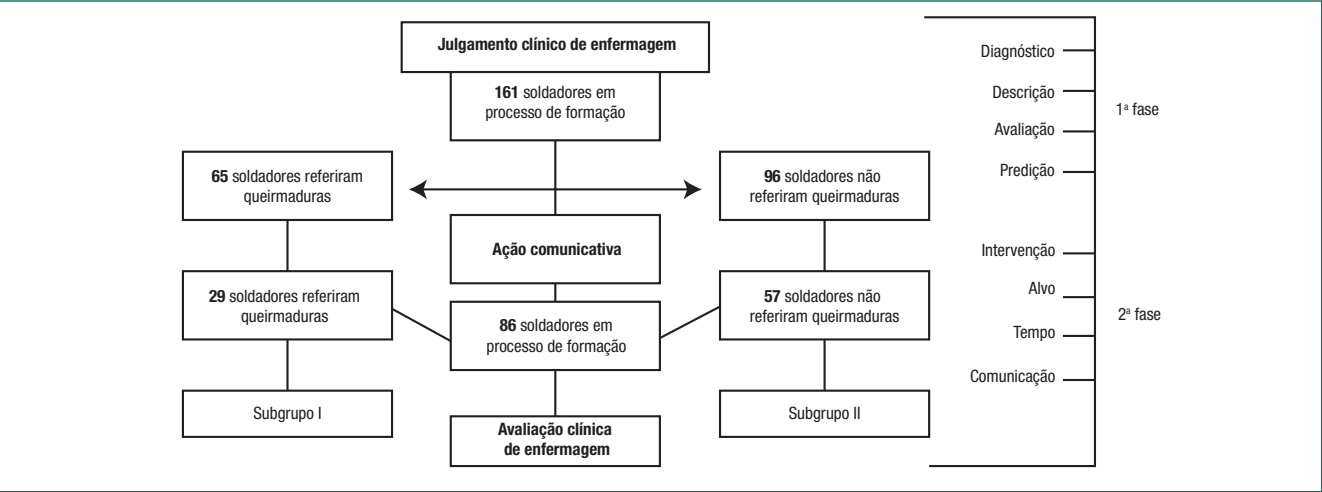 Julgamento clínico de enfermagem
161 soldadores em
processo de formação
65 soldadores referiram
queirmaduras
96 soldadores não
referiram queirmaduras
Ação comunicativa
29 soldadores referiram
queirmaduras
57 soldadores não
referiram queirmaduras
86 soldadores em
processo de formação
Subgrupo I
Subgrupo II
Avaliação clínica
de enfermagem
Diagnóstico
Descrição
Avaliação
Predição
1ª fase
Intervenção
Alvo
Tempo
Comunicação
2ª fase